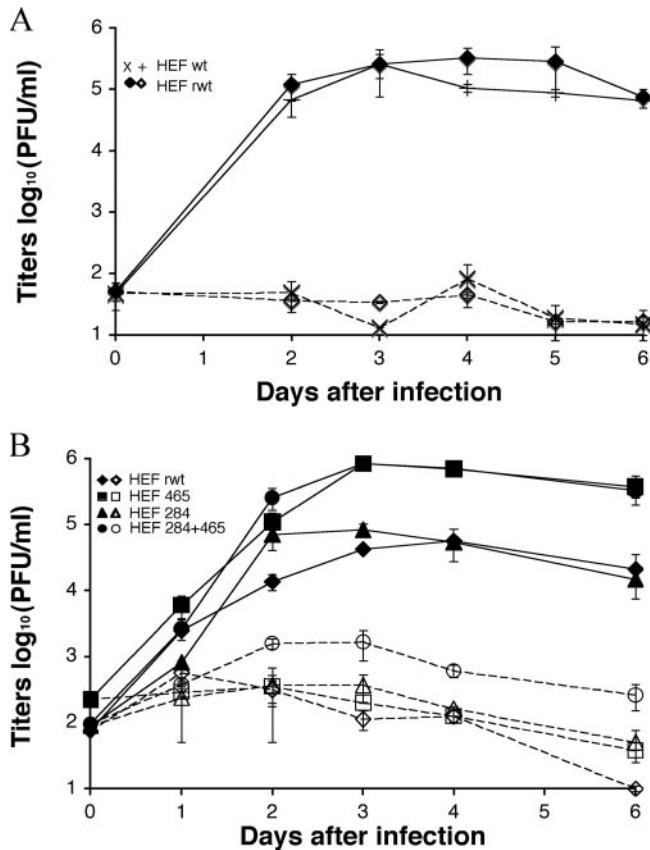 A
Titers log₁₀(PFU/ml)
6
5
4
3
2
1
x + HEF wt
HEF rwt
0 1 2 3 4 5 6
Days after infection
B
Titers log₁₀(PFU/ml)
6
5
4
3
2
1
HEF rwt
HEF 465
HEF 284
HEF 284+465
0 1 2 3 4 5 6
Days after infection